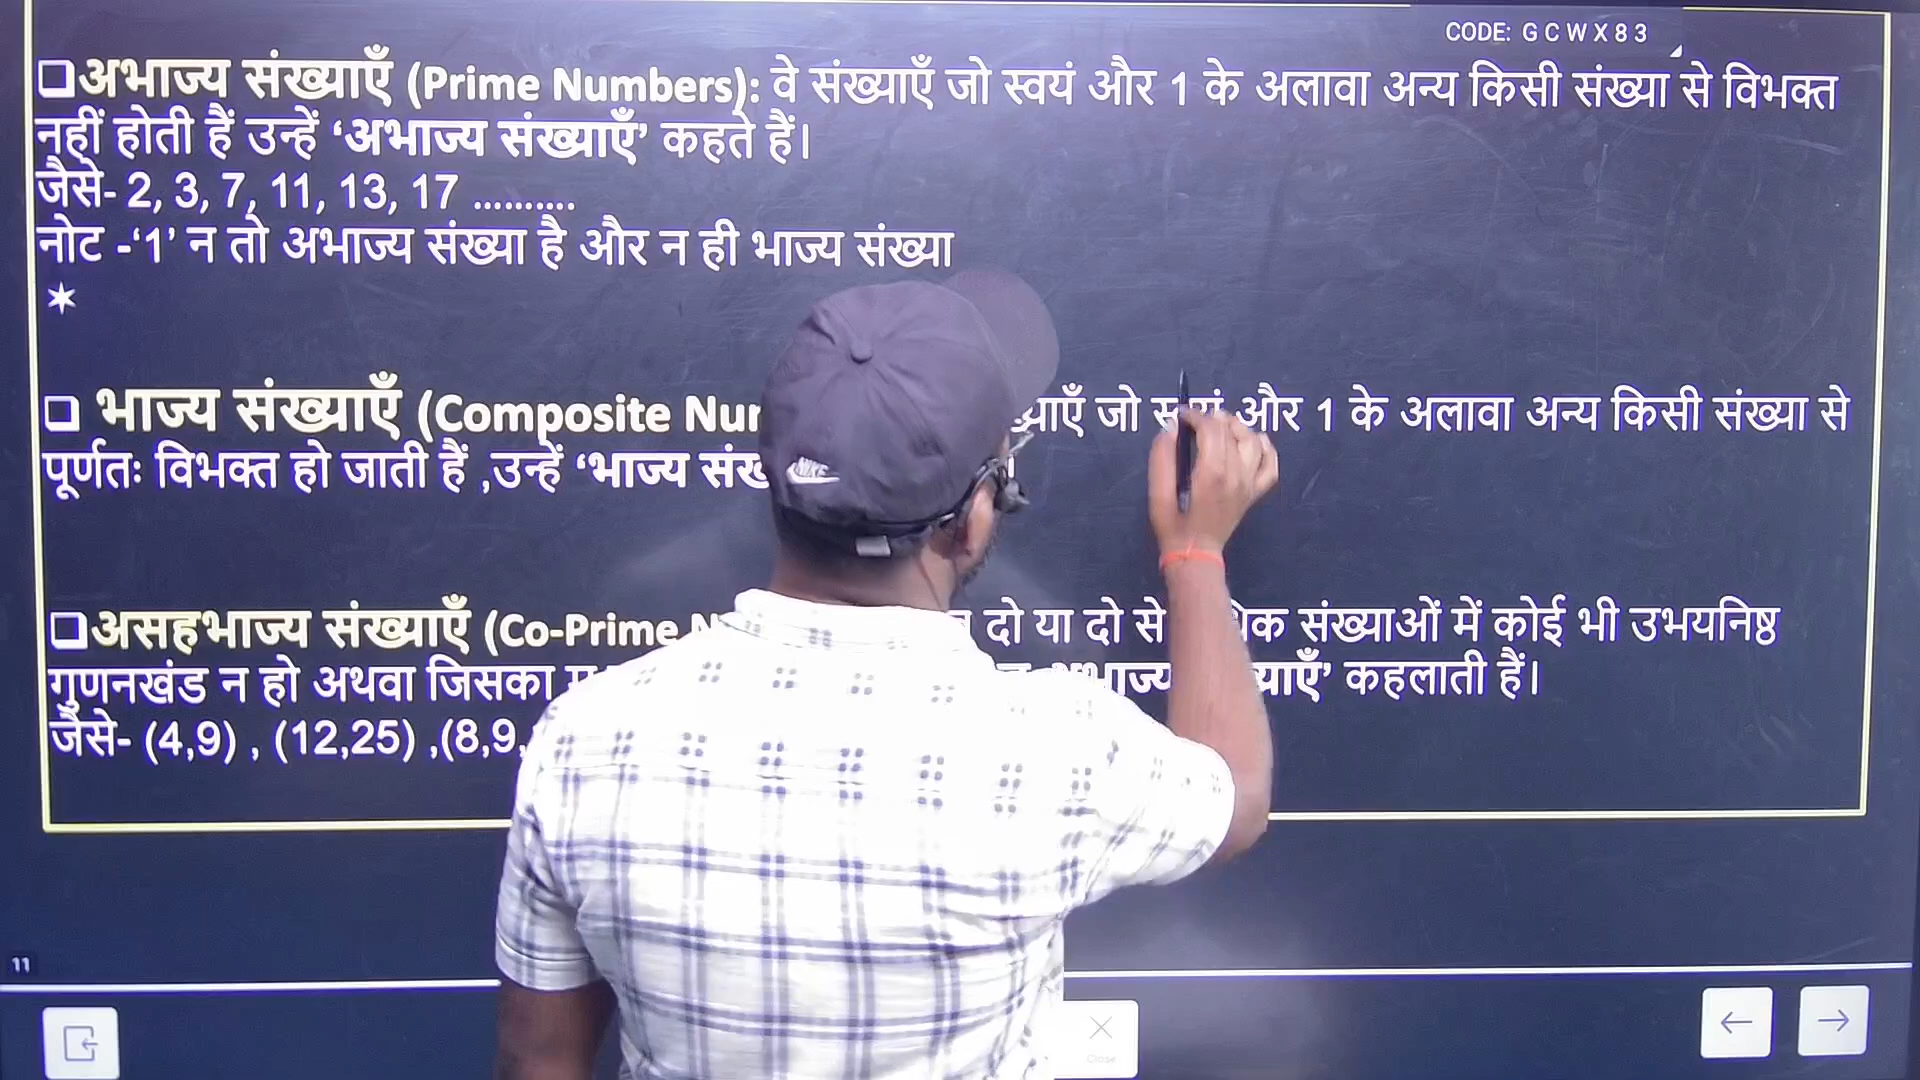 CODE: G C W X 8 3
❑अभाज्य संख्याएँ (Prime Numbers): वे संख्याएँ जो स्वयं और 1 के अलावा अन्य किसी संख्या से विभक्त
नहीं होती हैं उन्हें ‘अभाज्य संख्याएँ’ कहते हैं।
जैसे- 2, 3, 7, 11, 13, 17 ..........
नोट -‘1’ न तो अभाज्य संख्या है और न ही भाज्य संख्या
✶
❑ भाज्य संख्याएँ (Composite जो और 1 के अलावा अन्य किसी संख्या से
पूर्णतः विभक्त हो जाती हैं ,उन्हें ‘भाज्य
❑असहभाज्य संख्याएँ (Co-Prime दो या दो से संख्याओं में कोई भी उभयनिष्ठ
गुणनखंड न हो अथवा जिसका कहलाती हैं।
जैसे- (4,9) , (12,25) ,(8,9,
NIKE
11
Close